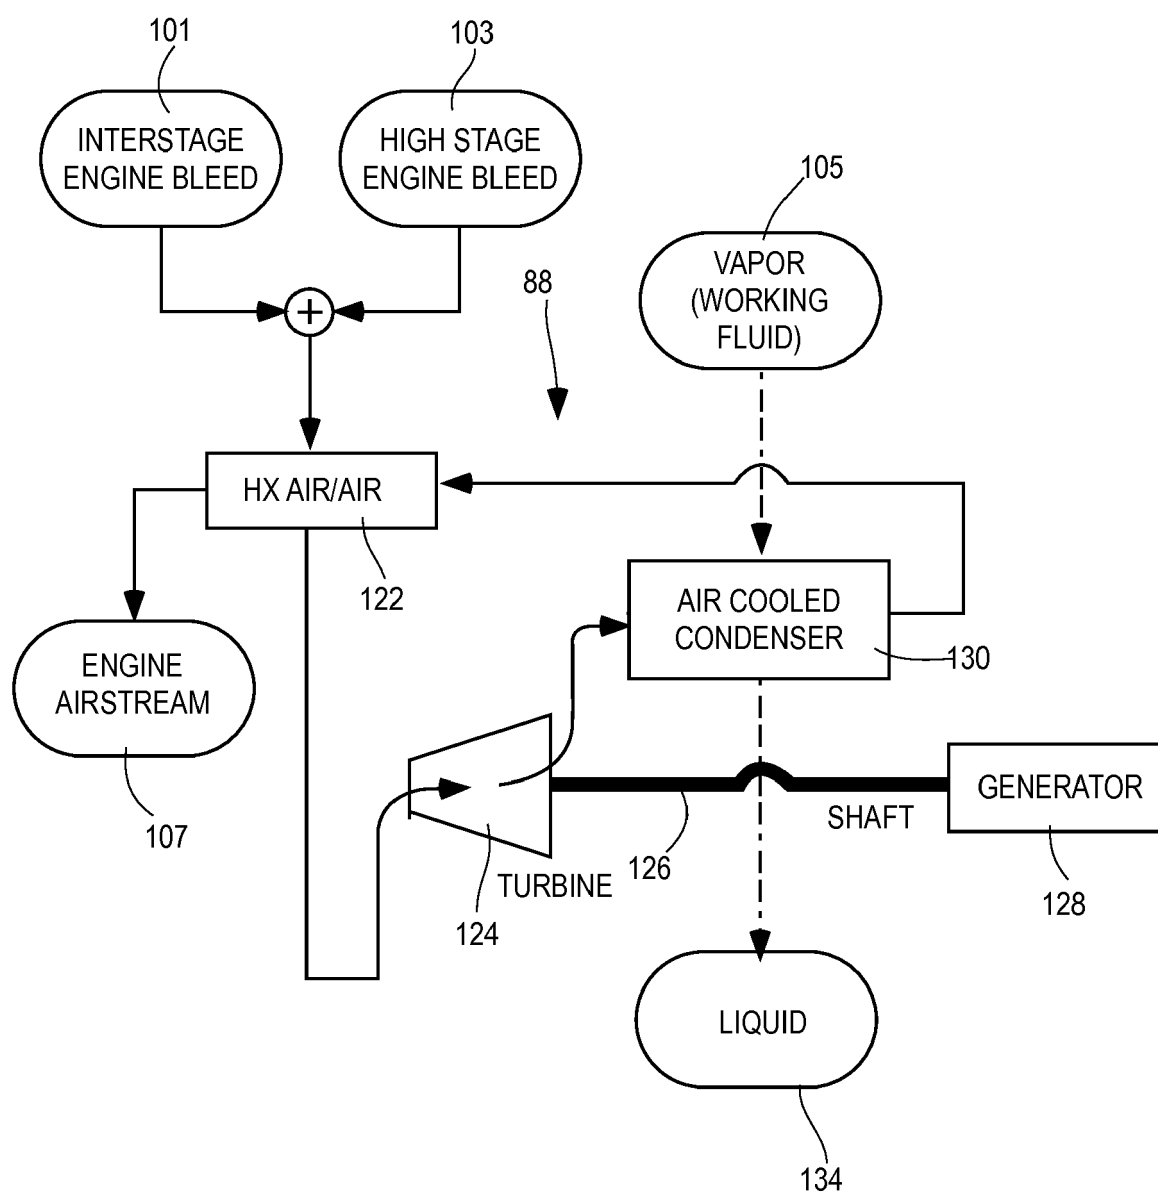 101
103
INTERSTAGE
ENGINE BLEED
HIGH STAGE
ENGINE BLEED
105
VAPOR
(WORKING
FLUID)
88
+
HX AIR/AIR
122
AIR COOLED
CONDENSER
130
ENGINE
AIRSTREAM
107
GENERATOR
SHAFT
126
128
TURBINE
124
LIQUID
134